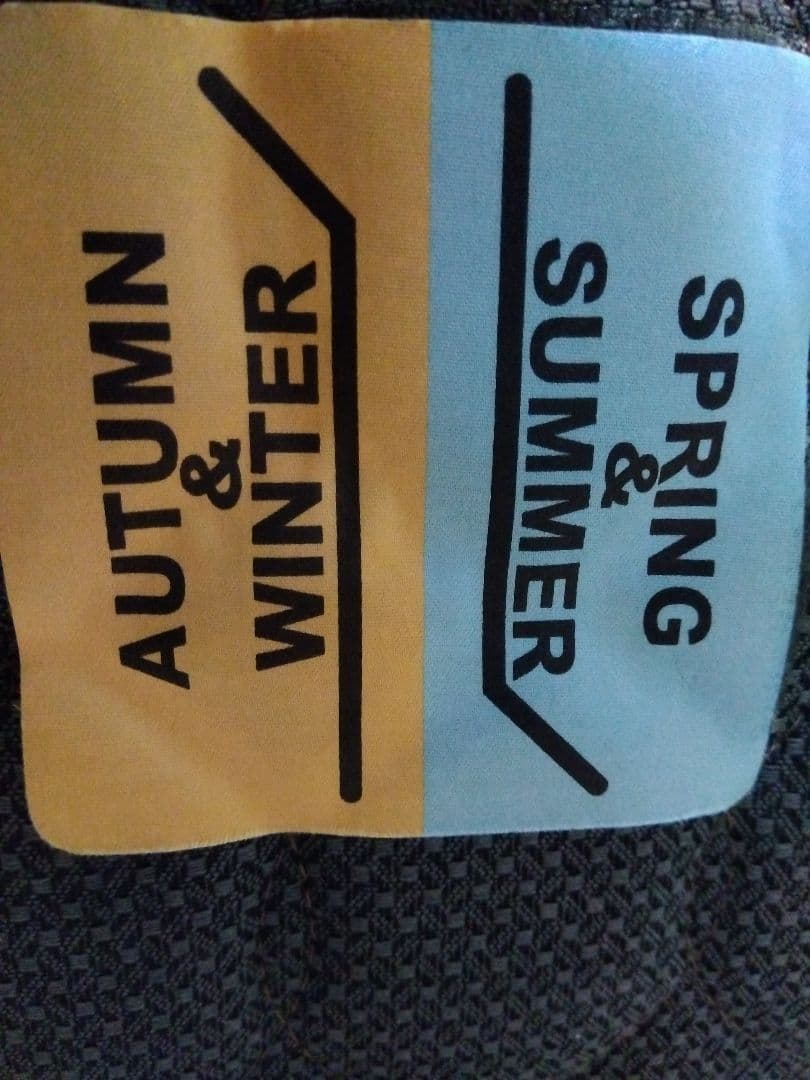 SPRING
&
SUMMER
AUTUMN
&
WINTER